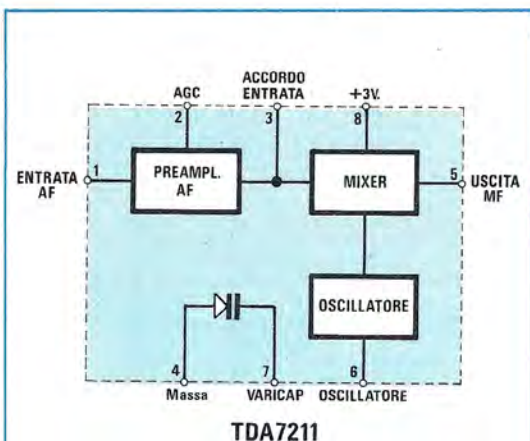 AGC
ACCORDO
ENTRATA
+3V.
2
3
8
ENTRATA
AF
1
PREAMPL.
AF
MIXER
5
USCITA
MF
OSCILLATORE
4
7
6
Massa
VARICAP
OSCILLATORE
TDA7211